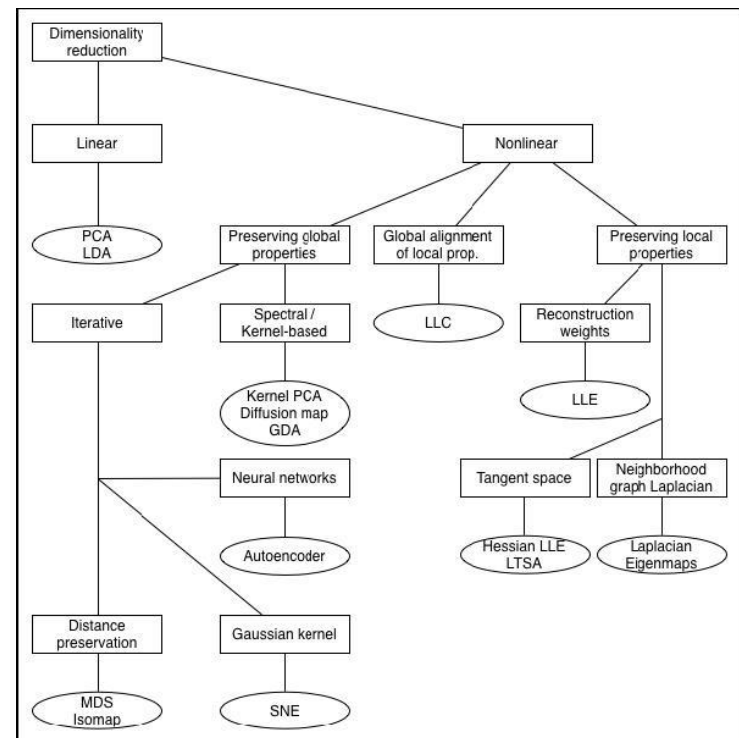 Dimensionality
reduction
Linear
Nonlinear
PCA
LDA
Preserving global
properties
Global alignment
of local prop.
Preserving local
properties
Iterative
Spectral /
Kernel-based
LLC
Reconstruction
weights
Kernel PCA
Diffusion map
GDA
LLE
Neural networks
Tangent space
Neighborhood
graph Laplacian
Autoencoder
Hessian LLE
LTSA
Laplacian
Eigenmaps
Distance
preservation
Gaussian kernel
MDS
Isomap
SNE